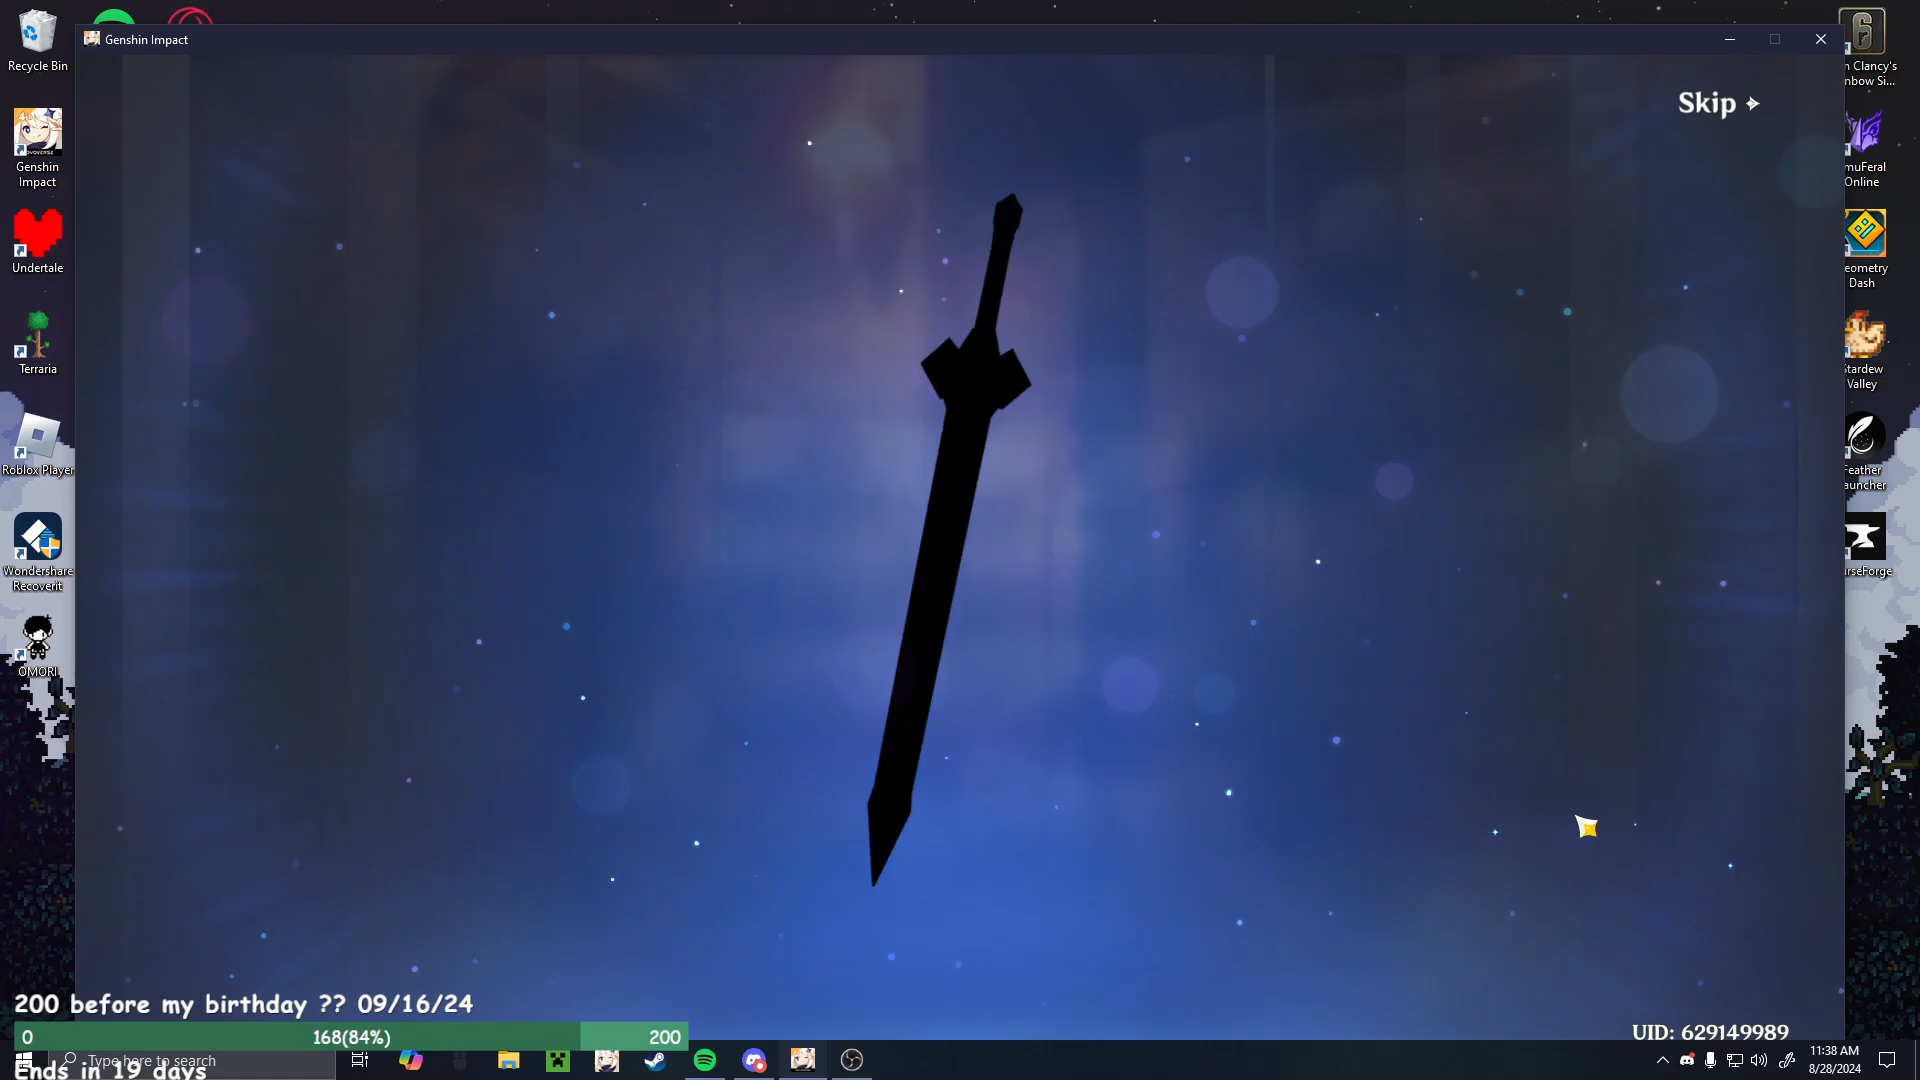 Genshin Impact
Skip
Recycle Bin
Genshin
Impact
Undertale
Terraria
Roblox Player
Wondershare
Recoverit
OMORI
n Clancy's
nbow Si...
muFeral
Online
eometry
Dash
Stardew
Valley
Feather
auncher
urseForge
200 before my birthday ?? 09/16/24
0 168(84%) 200
UID: 629149989
Type here to search
Ends in 19 days
11:38 AM
8/28/2024